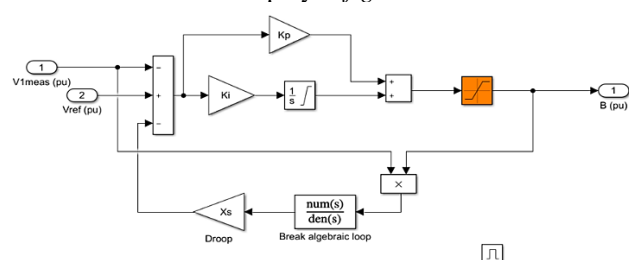 Kp
1
V1meas (pu)
2
Vref (pu)
−
+
−
Ki
1
s
+
+
1
B (pu)
×
Xs
Droop
num(s)
den(s)
Break algebraic loop